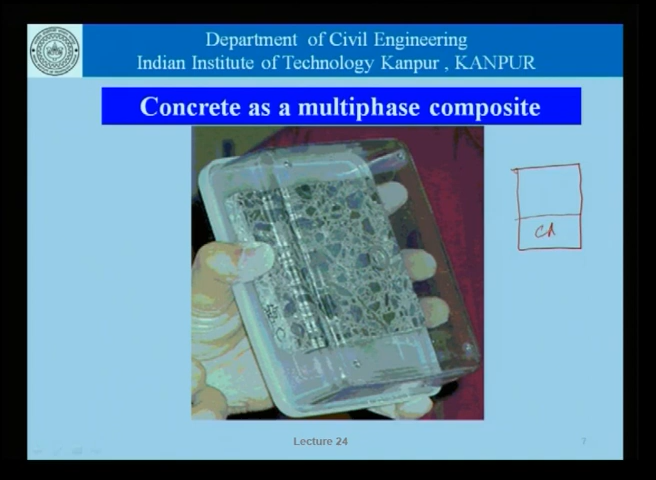 Department of Civil Engineering
Indian Institute of Technology Kanpur , KANPUR
Concrete as a multiphase composite
CA
Lecture 24
7